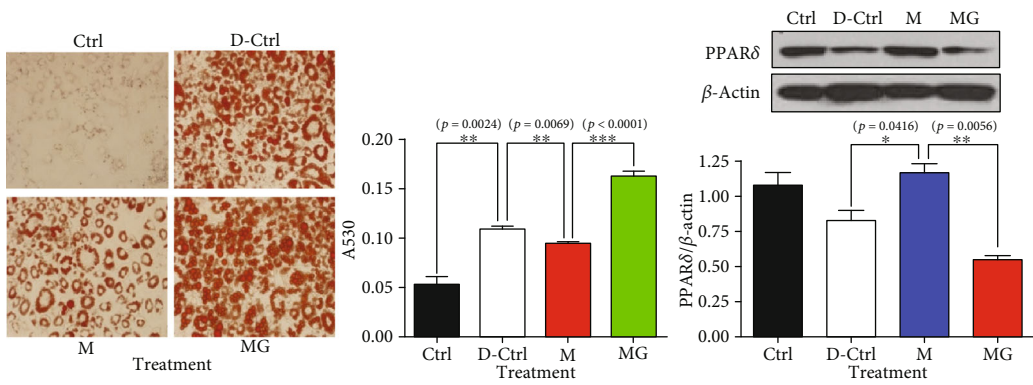 Ctrl D-Ctrl
M MG
Treatment
(p = 0.0024) (p = 0.0069) (p < 0.0001)
** ** ***
0.20
0.15
0.10
0.05
0.00
A530
Ctrl D-Ctrl M MG
Treatment
Ctrl D-Ctrl M MG
PPARδ
β-Actin
(p = 0.0416) (p = 0.0056)
* **
1.25
1.00
0.75
0.50
0.25
0.00
PPARδ/β-actin
Ctrl D-Ctrl M MG
Treatment